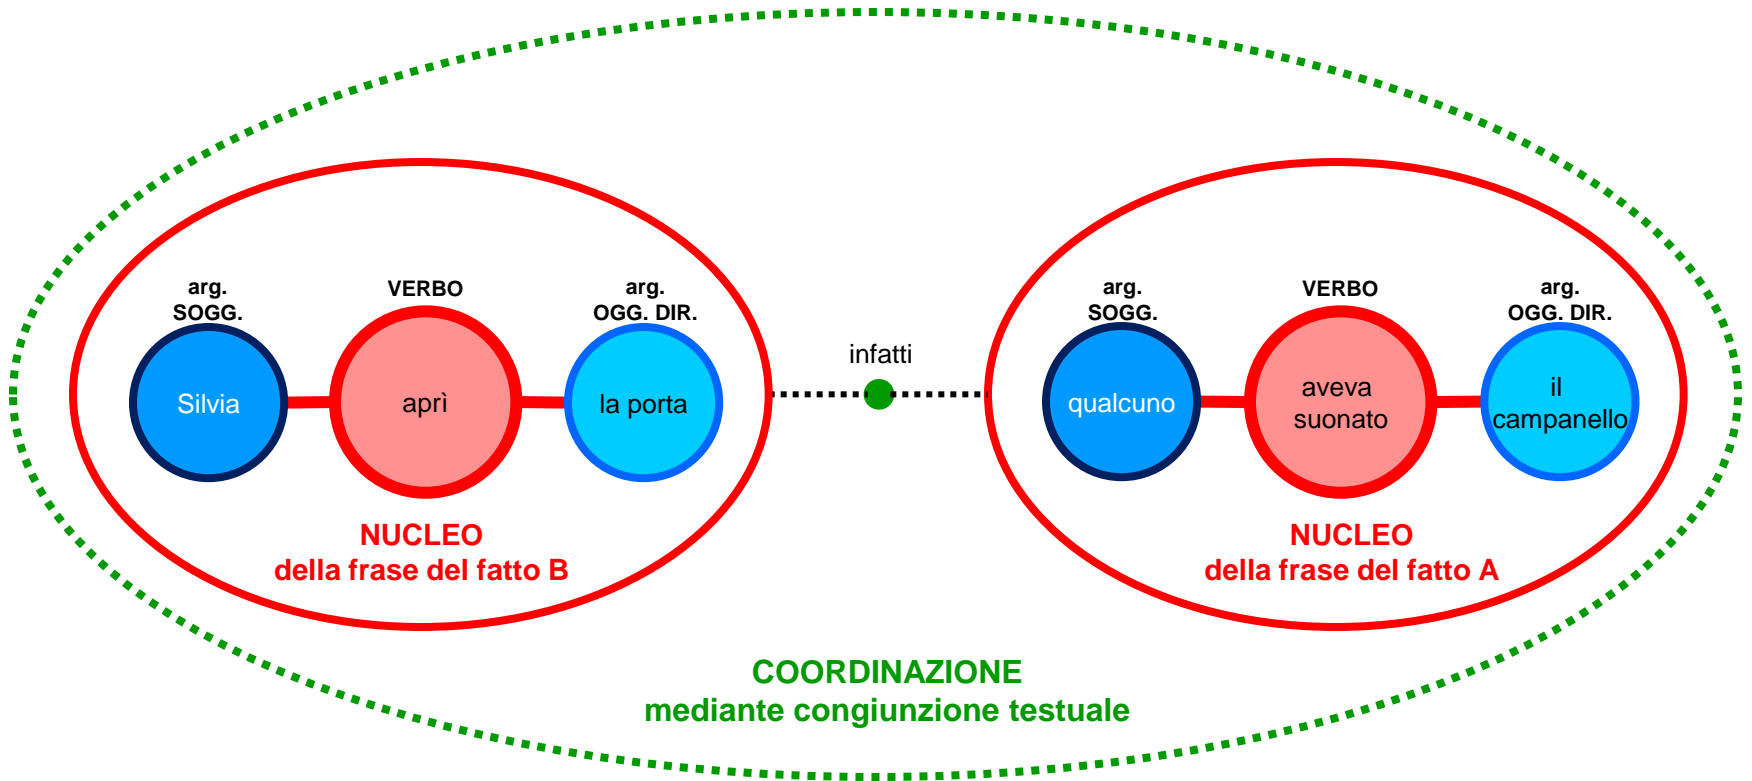 arg.
SOGG.
VERBO
arg.
OGG. DIR.
Silvia
aprì
la porta
NUCLEO
della frase del fatto B
infatti
arg.
SOGG.
VERBO
arg.
OGG. DIR.
qualcuno
aveva
suonato
il
campanello
NUCLEO
della frase del fatto A
COORDINAZIONE
mediante congiunzione testuale